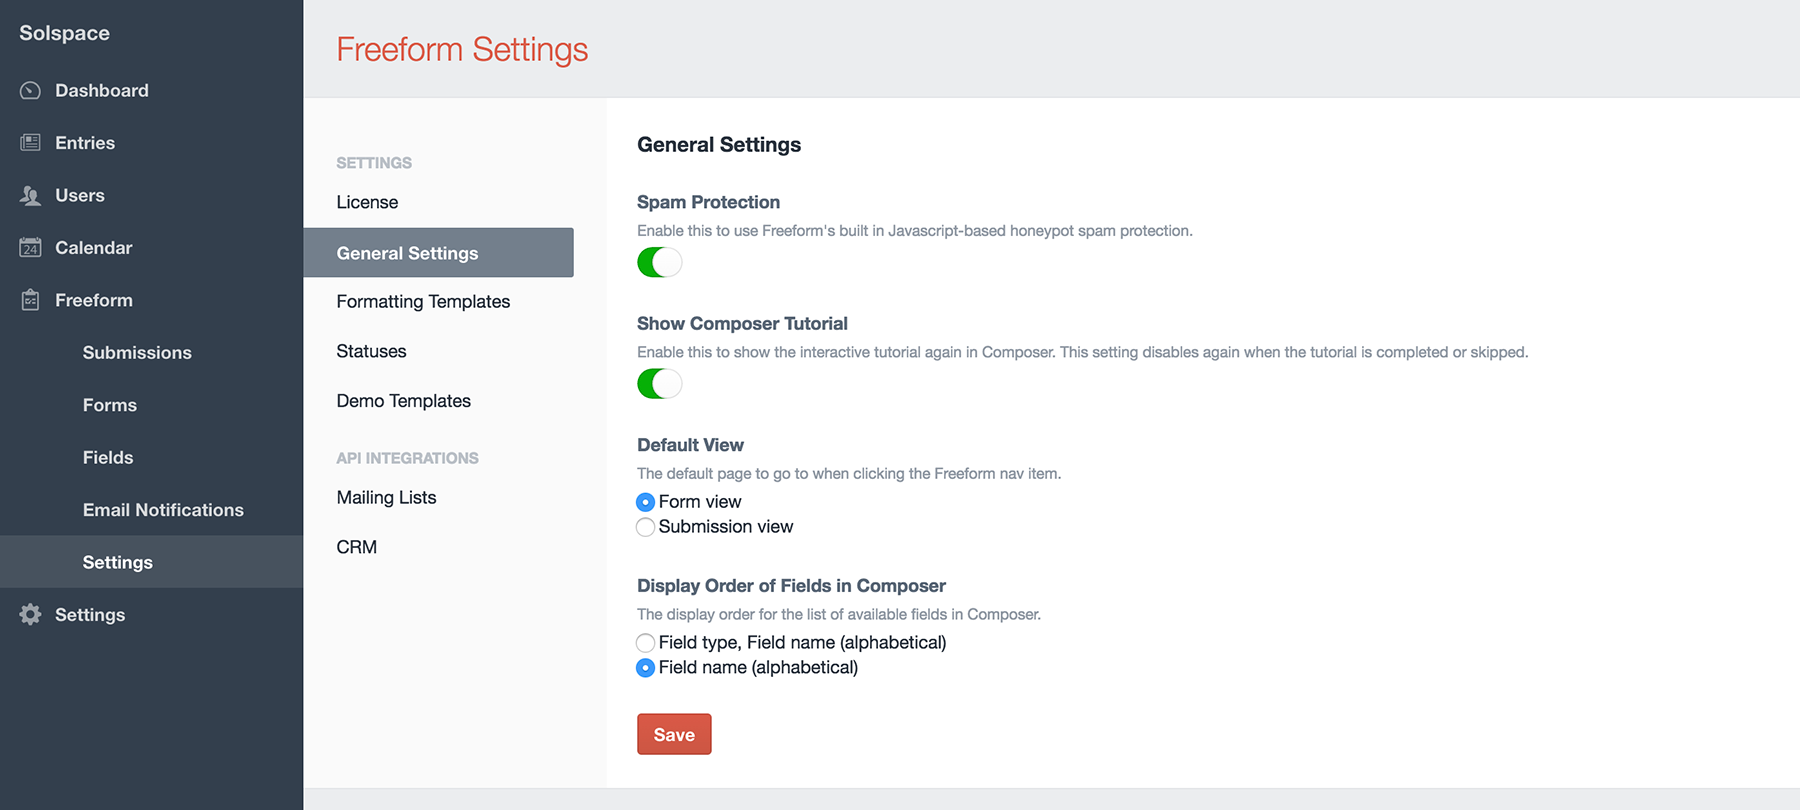 Solspace
Dashboard
Entries
Users
24
Calendar
Freeform
Submissions
Forms
Fields
Email Notifications
Settings
Settings
Freeform Settings
SETTINGS
License
General Settings
Formatting Templates
Statuses
Demo Templates
API INTEGRATIONS
Mailing Lists
CRM
General Settings
Spam Protection
Enable this to use Freeform's built in Javascript-based honeypot spam protection.
Show Composer Tutorial
Enable this to show the interactive tutorial again in Composer. This setting disables again when the tutorial is completed or skipped.
Default View
The default page to go to when clicking the Freeform nav item.
Form view
Submission view
Display Order of Fields in Composer
The display order for the list of available fields in Composer.
Field type, Field name (alphabetical)
Field name (alphabetical)
Save